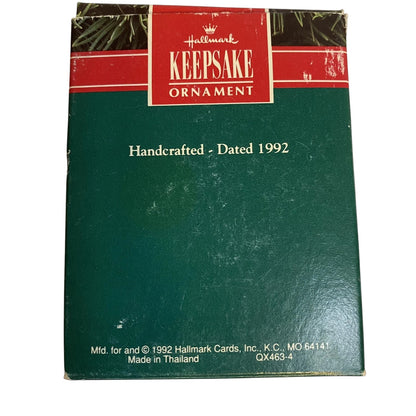 Hallmark
KEEPSAKE
ORNAMENT
Handcrafted - Dated 1992
Mfd. for and © 1992 Hallmark Cards, Inc., K.C., MO 64141
Made in Thailand QX463-4